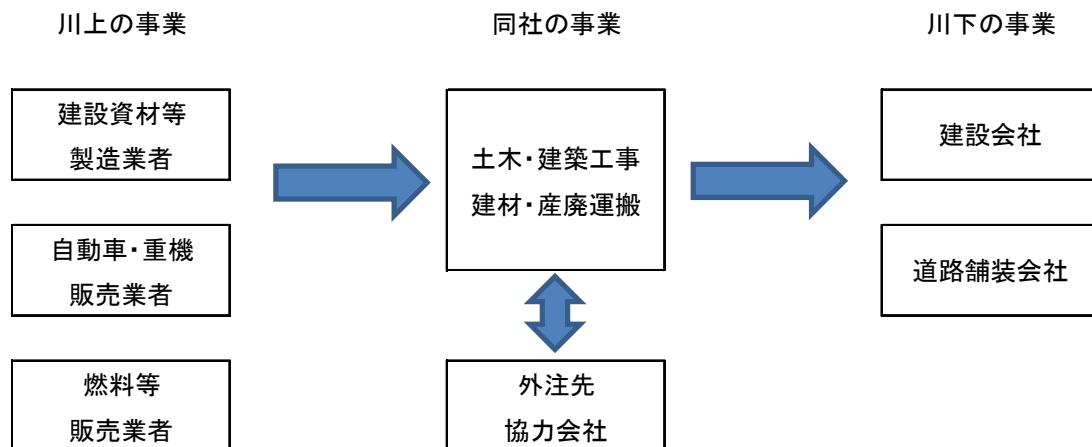 川上の事業
同社の事業
川下の事業
建設資材等
製造業者
自動車・重機
販売業者
燃料等
販売業者
土木・建築工事
建材・産廃運搬
外注先
協力会社
建設会社
道路舗装会社